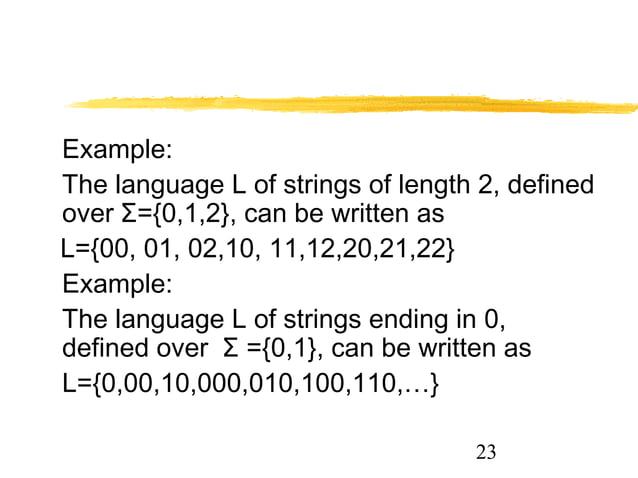 Example:
The language L of strings of length 2, defined
over Σ={0,1,2}, can be written as
L={00, 01, 02,10, 11,12,20,21,22}
Example:
The language L of strings ending in 0,
defined over  Σ ={0,1}, can be written as
L={0,00,10,000,010,100,110,…}
23